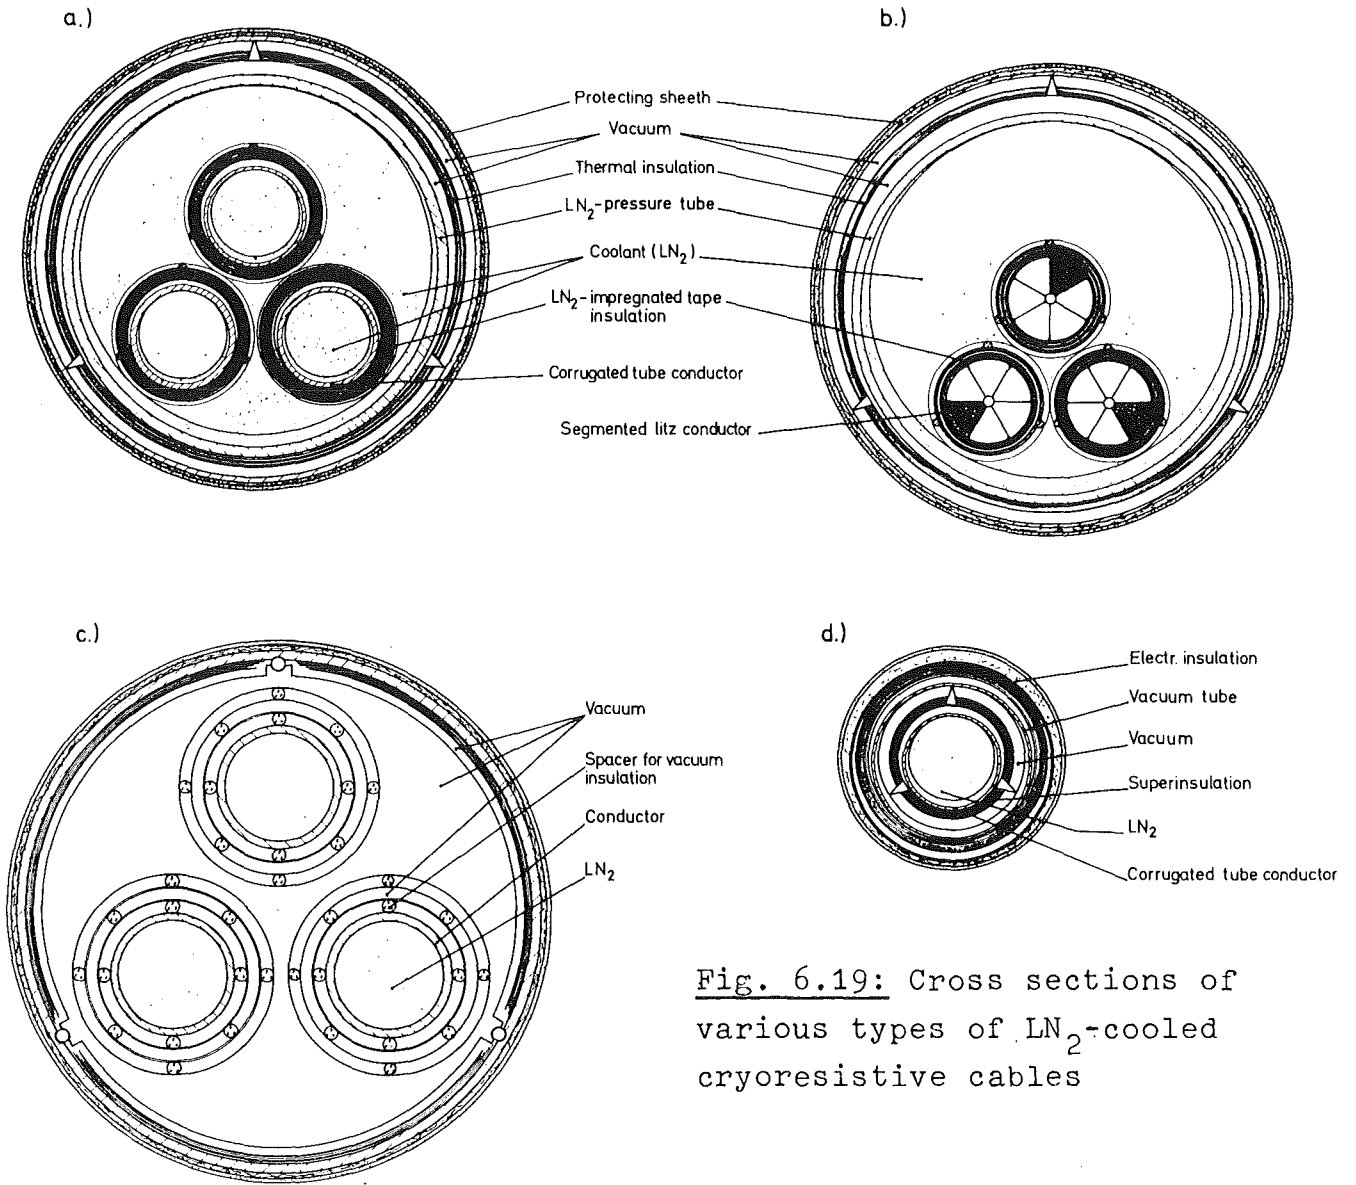 a.)
b.)
Protecting sheeth
Vacuum
Thermal insulation
LN₂-pressure tube
Coolant (LN₂)
LN₂-impregnated tape
insulation
Corrugated tube conductor
Segmented litz conductor
c.)
Vacuum
Spacer for vacuum
insulation
Conductor
LN₂
d.)
Electr. insulation
Vacuum tube
Vacuum
Superinsulation
LN₂
Corrugated tube conductor
Fig. 6.19: Cross sections of
various types of LN₂-cooled
cryoresistive cables